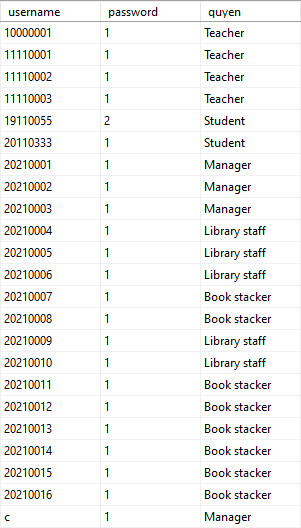 username password quyen
10000001 1 Teacher
11110001 1 Teacher
11110002 1 Teacher
11110003 1 Teacher
19110055 2 Student
20110333 1 Student
20210001 1 Manager
20210002 1 Manager
20210003 1 Manager
20210004 1 Library staff
20210005 1 Library staff
20210006 1 Library staff
20210007 1 Book stacker
20210008 1 Book stacker
20210009 1 Library staff
20210010 1 Library staff
20210011 1 Book stacker
20210012 1 Book stacker
20210013 1 Book stacker
20210014 1 Book stacker
20210015 1 Book stacker
20210016 1 Book stacker
c 1 Manager